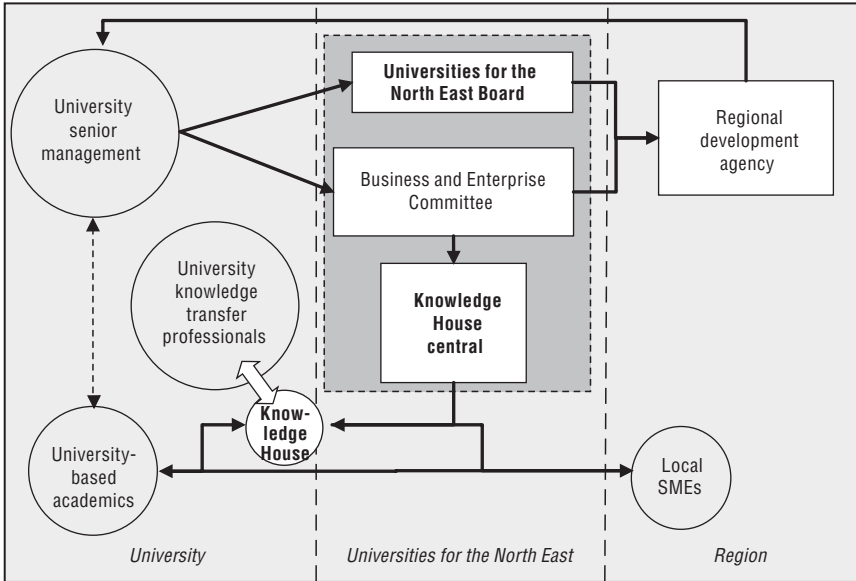 University
senior
management
Universities for the
North East Board
Regional
development
agency
Business and Enterprise
Committee
University
knowledge
transfer
professionals
Knowledge
House
central
Know-
ledge
House
University-
based
academics
Local
SMEs
University
Universities for the North East
Region